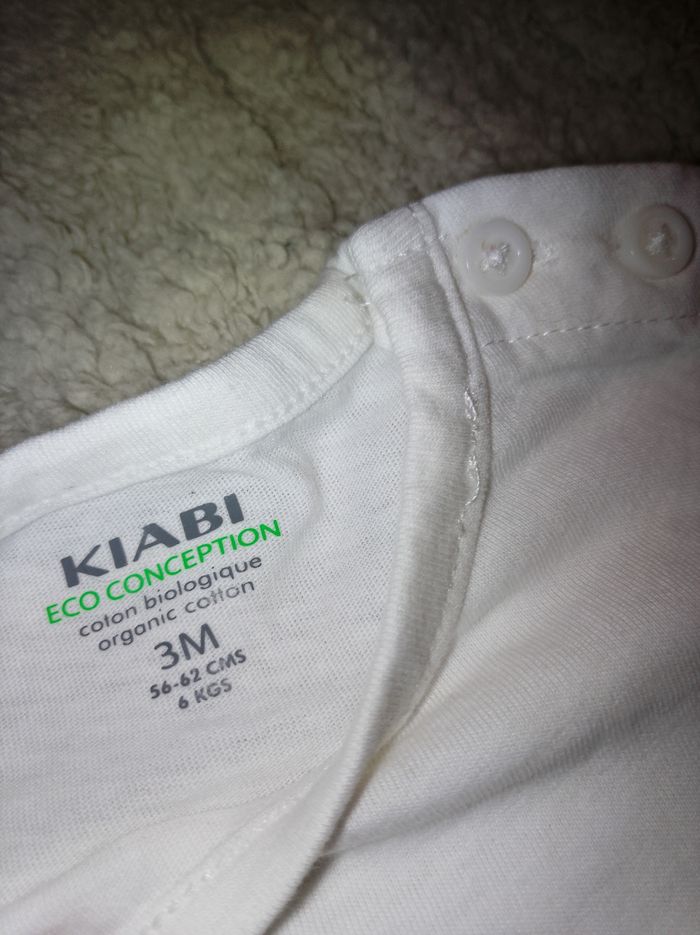 KIABI
ECO CONCEPTION
coton biologique
organic cotton
3M
56-62 CMS
6 KGS